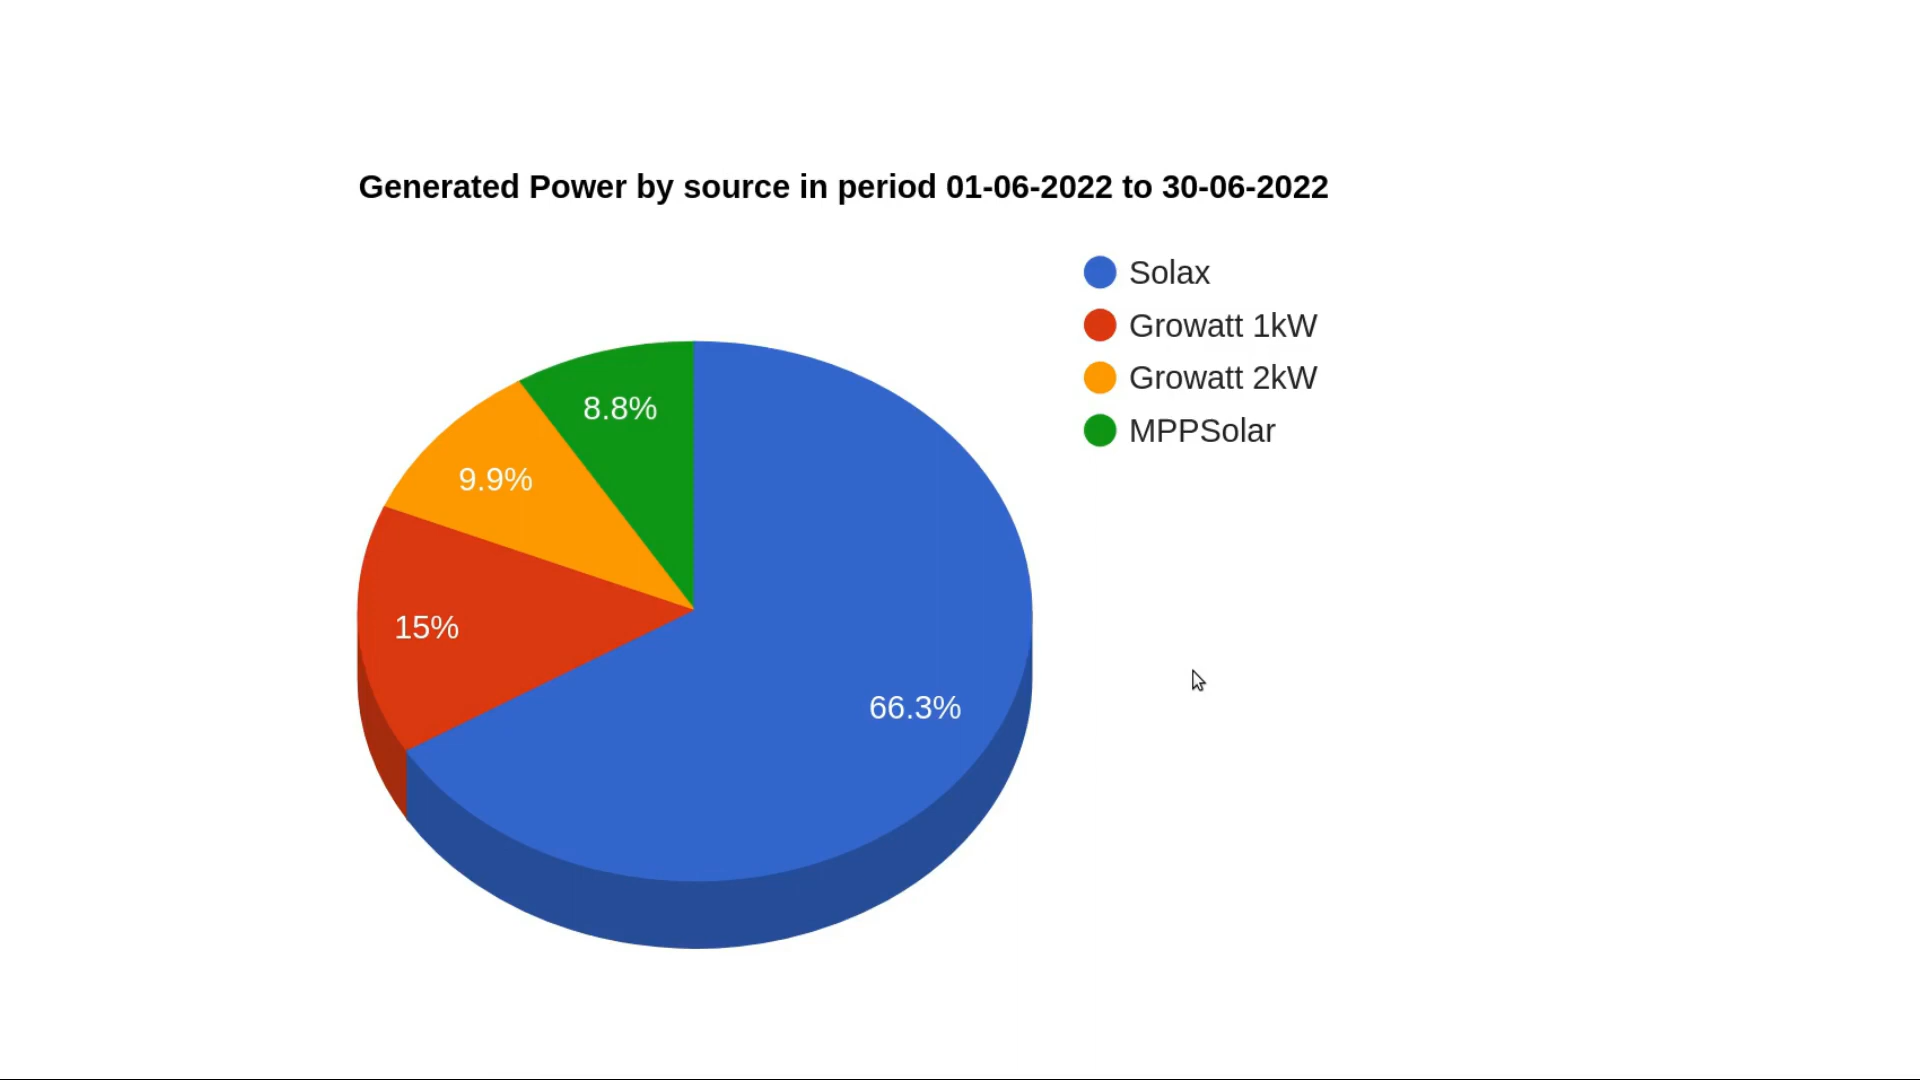 Generated Power by source in period 01-06-2022 to 30-06-2022
Solax
Growatt 1kW
Growatt 2kW
MPPSolar
8.8%
9.9%
15%
66.3%